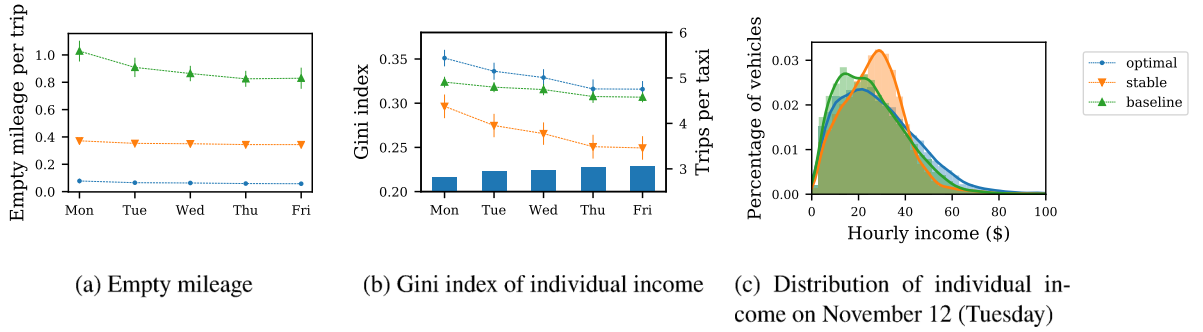 Empty mileage per trip
1.0
0.8
0.6
0.4
0.2
0.0
Mon Tue Wed Thu Fri
(a) Empty mileage
Gini index
0.35
0.30
0.25
0.20
Mon Tue Wed Thu Fri
6
5
4
3
Trips per taxi
(b) Gini index of individual income
Percentage of vehicles
0.03
0.02
0.01
0.00
0 20 40 60 80 100
Hourly income ($)
(c) Distribution of individual in-
come on November 12 (Tuesday)
optimal
stable
baseline